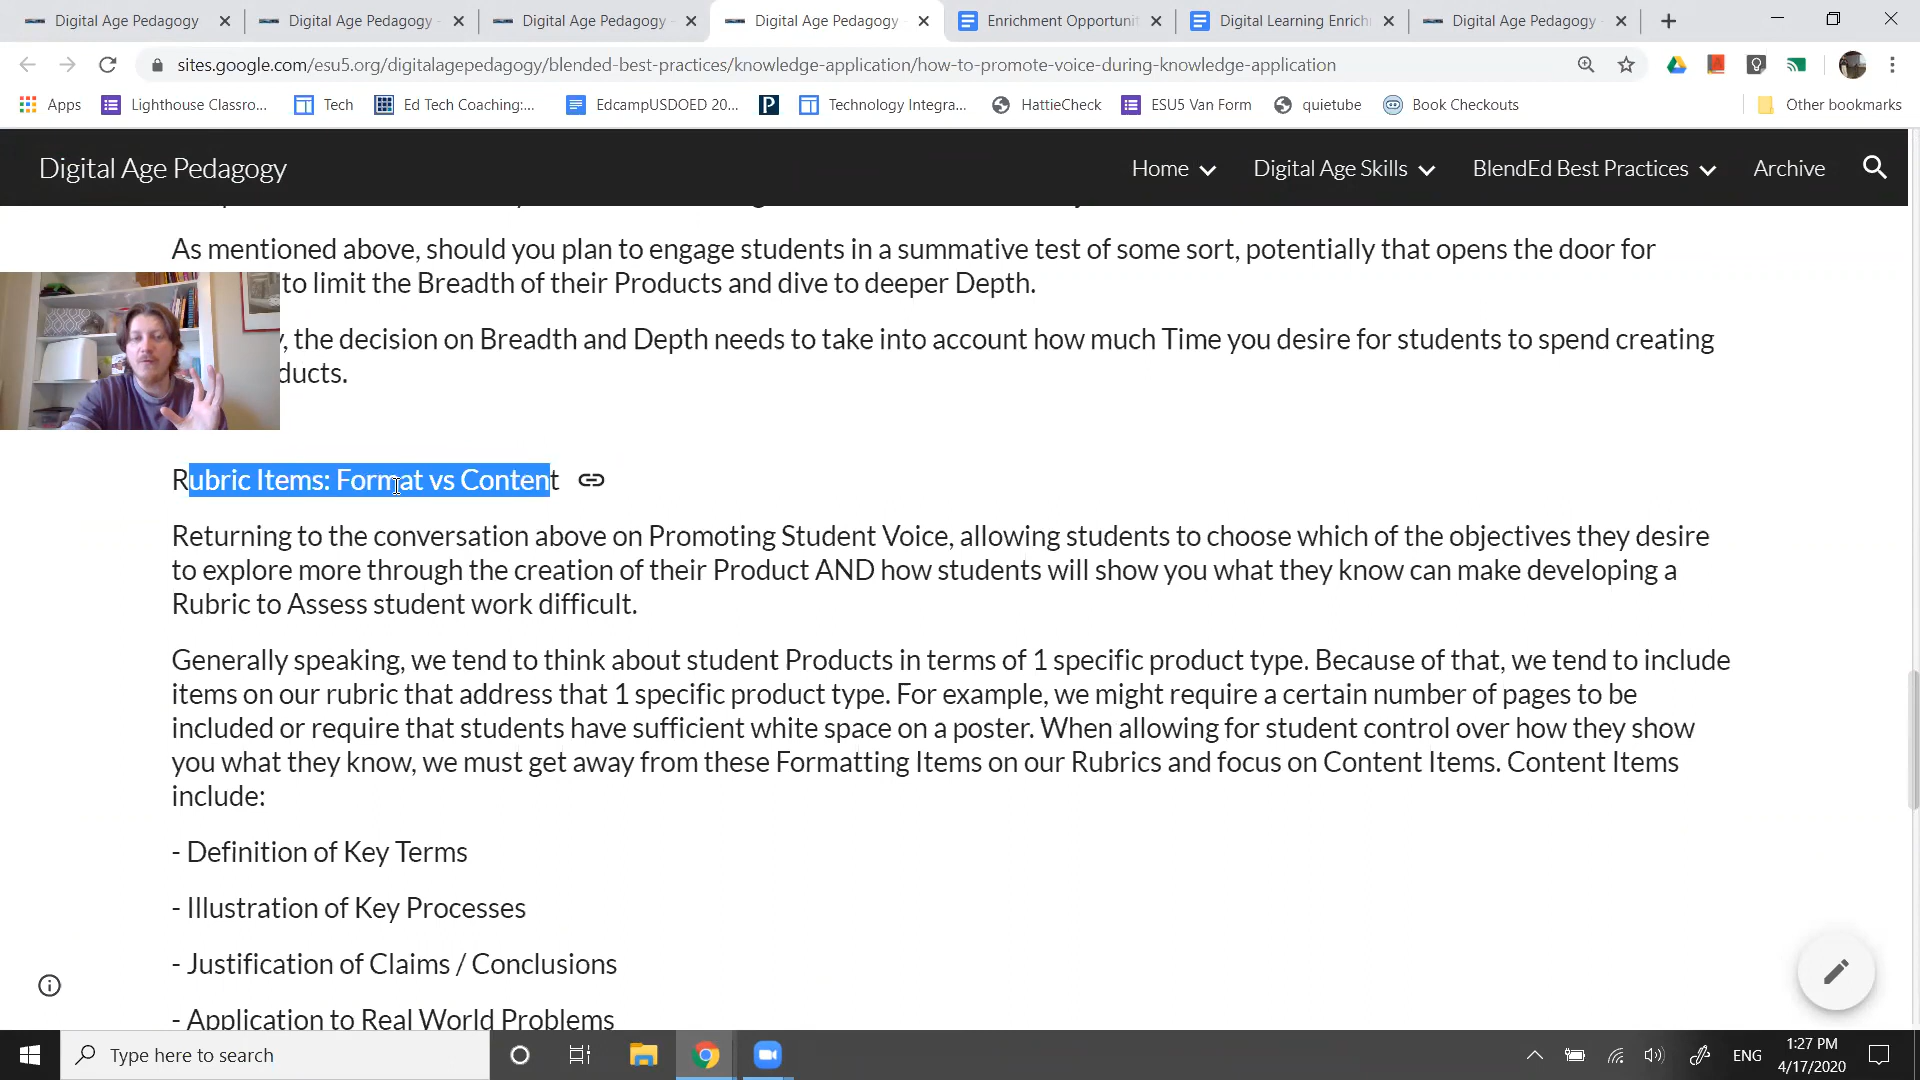 Digital Age Pedagogy
Digital Age Pedagogy -
Digital Age Pedagogy -
Digital Age Pedagogy
Enrichment Opportuni
Digital Learning Enrich
Digital Age Pedagogy -
sites.google.com/esu5.org/digitalagepedagogy/blended-best-practices/knowledge-application/how-to-promote-voice-during-knowledge-application
Apps
Lighthouse Classro...
Tech
Ed Tech Coaching:...
EdcampUSDOED 20...
P
Technology Integra...
HattieCheck
ESU5 Van Form
quietube
Book Checkouts
Other bookmarks
Digital Age Pedagogy
Home
Digital Age Skills
BlendEd Best Practices
Archive
As mentioned above, should you plan to engage students in a summative test of some sort, potentially that opens the door for
to limit the Breadth of their Products and dive to deeper Depth.
, the decision on Breadth and Depth needs to take into account how much Time you desire for students to spend creating
ducts.
Rubric Items: Format vs Content
Returning to the conversation above on Promoting Student Voice, allowing students to choose which of the objectives they desire
to explore more through the creation of their Product AND how students will show you what they know can make developing a
Rubric to Assess student work difficult.
Generally speaking, we tend to think about student Products in terms of 1 specific product type. Because of that, we tend to include
items on our rubric that address that 1 specific product type. For example, we might require a certain number of pages to be
included or require that students have sufficient white space on a poster. When allowing for student control over how they show
you what they know, we must get away from these Formatting Items on our Rubrics and focus on Content Items. Content Items
include:
- Definition of Key Terms
- Illustration of Key Processes
- Justification of Claims / Conclusions
- Application to Real World Problems
Type here to search
ENG
1:27 PM
4/17/2020